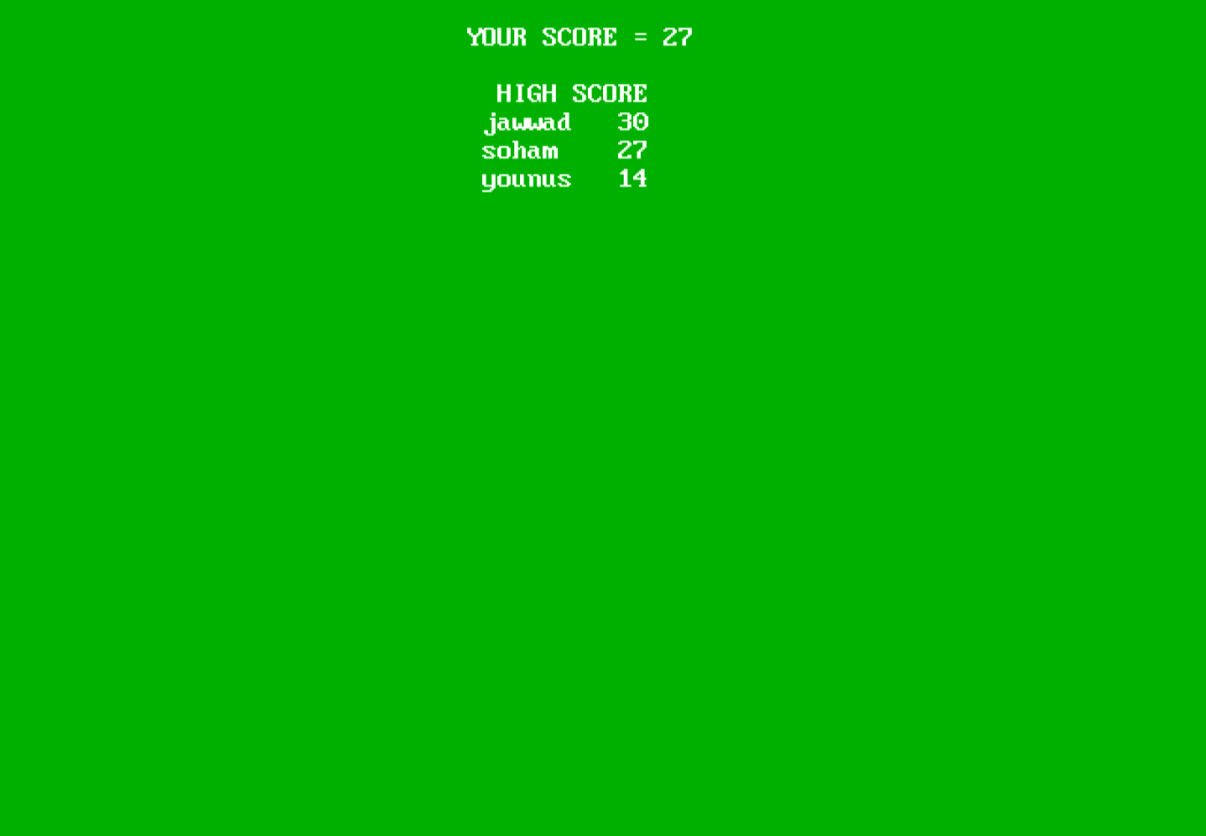 YOUR SCORE = 27
HIGH SCORE
jawwad 30
soham 27
younus 14